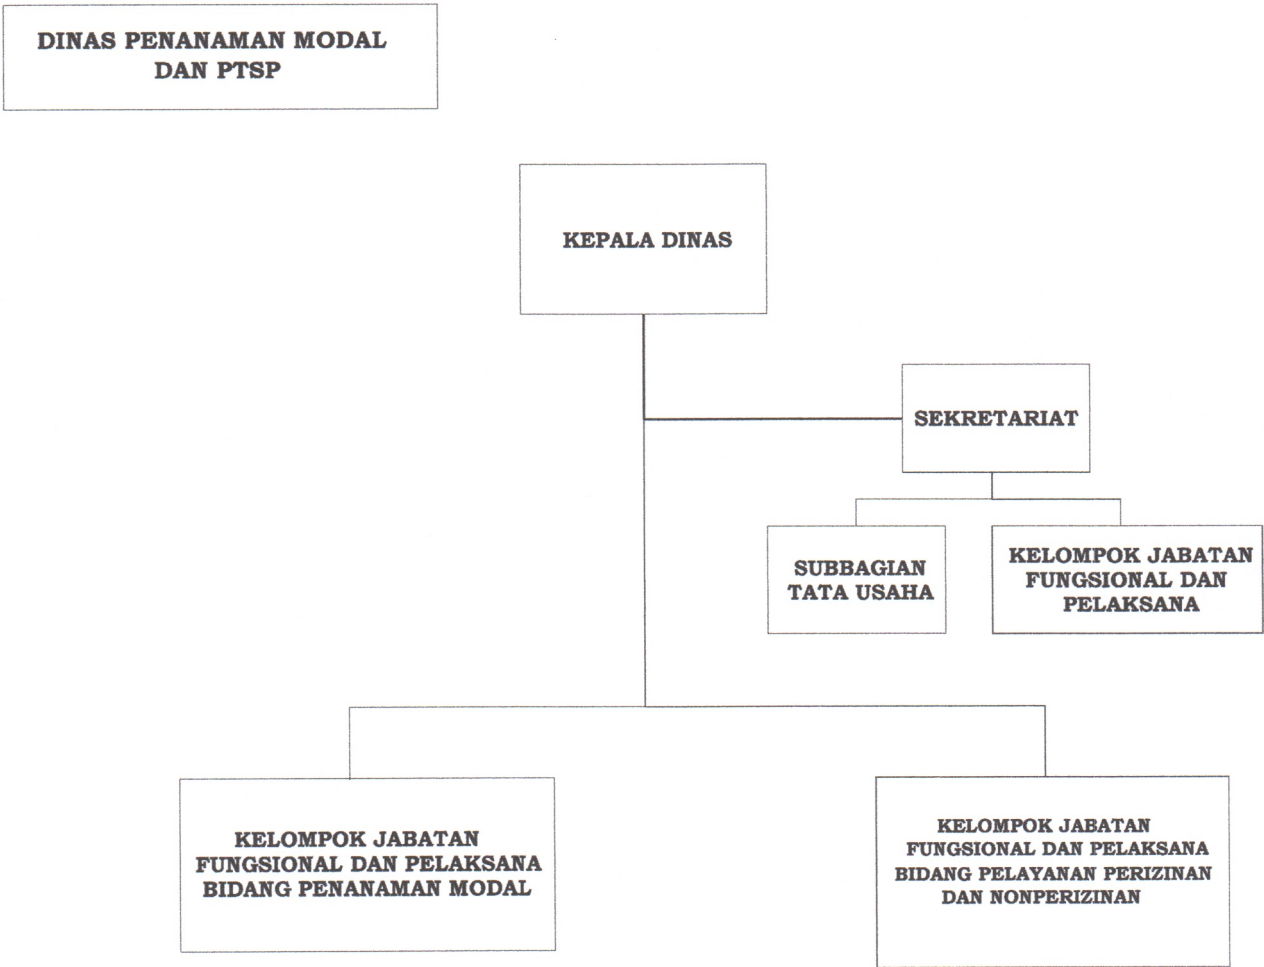 DINAS PENANAMAN MODAL
DAN PTSP
KEPALA DINAS
SEKRETARIAT
SUBBAGIAN
TATA USAHA
KELOMPOK JABATAN
FUNGSIONAL DAN
PELAKSANA
KELOMPOK JABATAN
FUNGSIONAL DAN PELAKSANA
BIDANG PENANAMAN MODAL
KELOMPOK JABATAN
FUNGSIONAL DAN PELAKSANA
BIDANG PELAYANAN PERIZINAN
DAN NONPERIZINAN